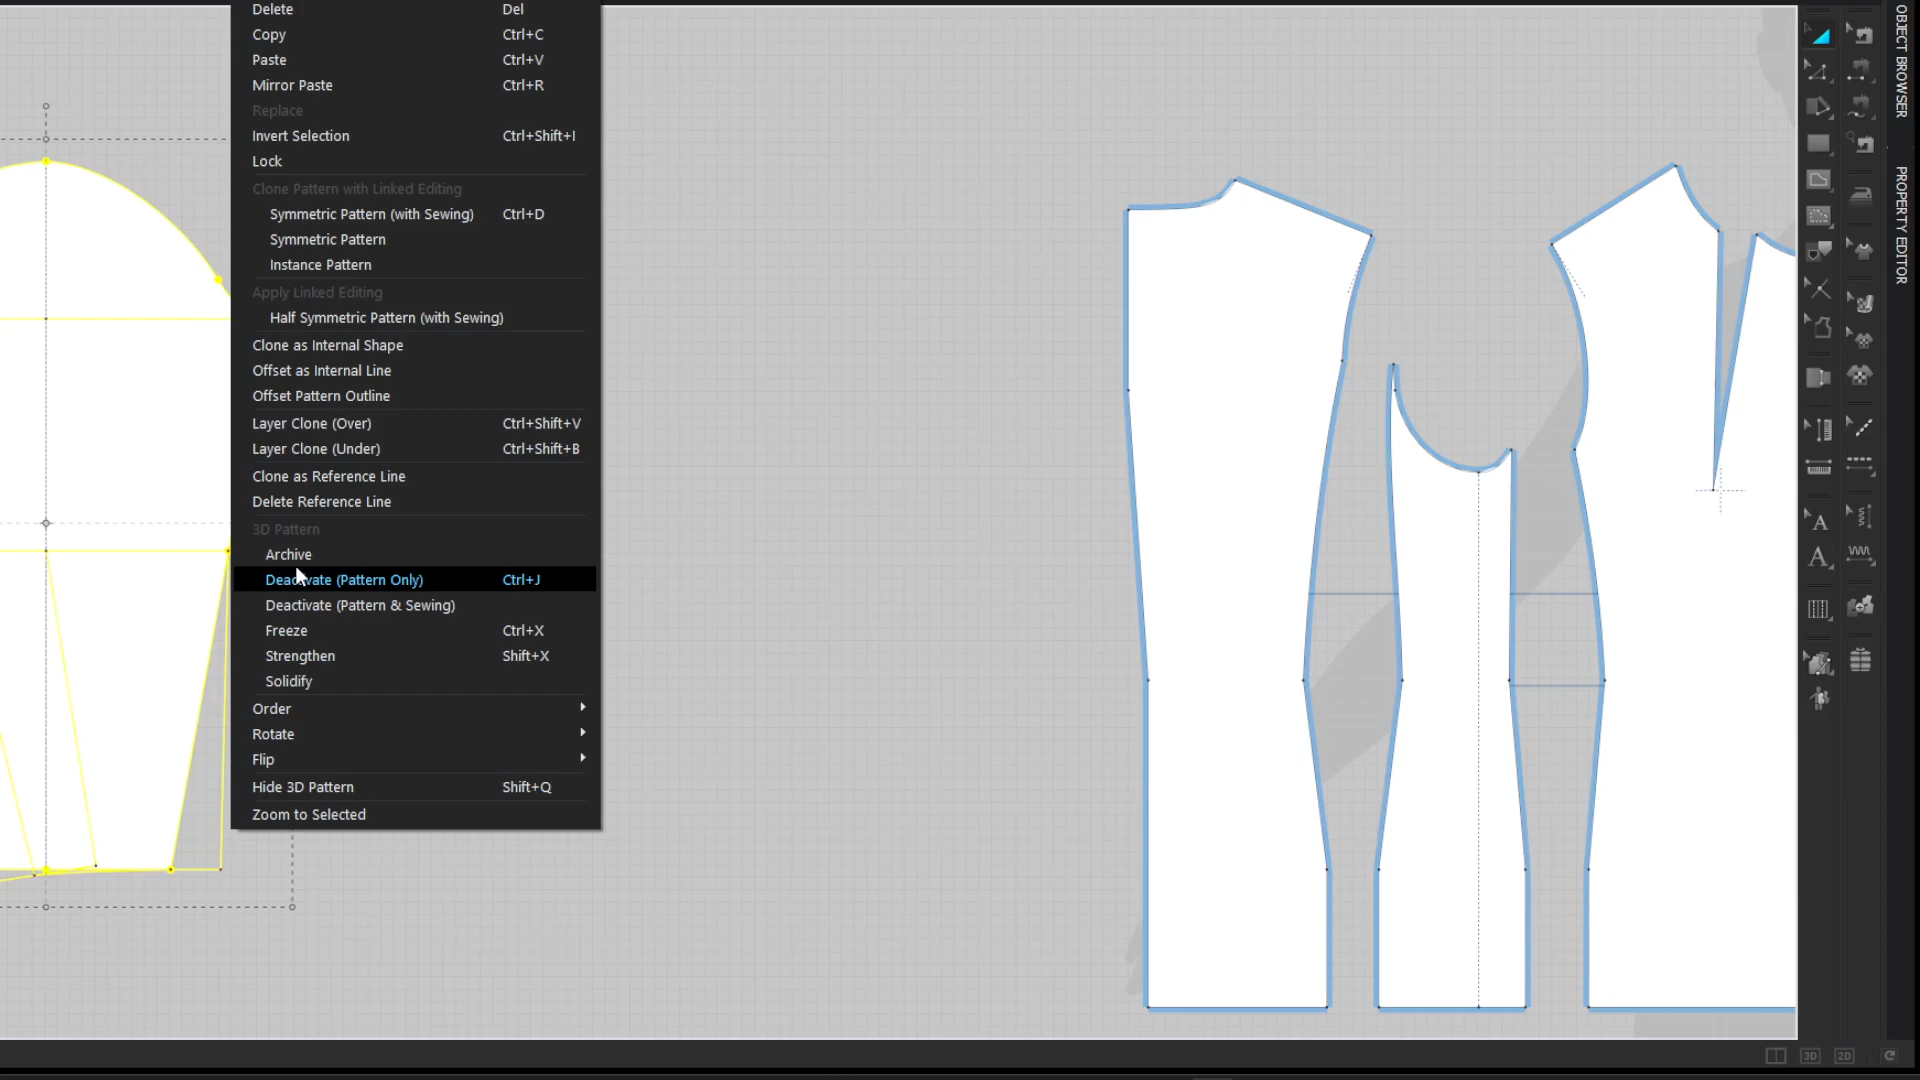 Delete Del
Copy Ctrl+C
Paste Ctrl+V
Mirror Paste Ctrl+R
Replace
Invert Selection Ctrl+Shift+I
Lock
Clone Pattern with Linked Editing
Symmetric Pattern (with Sewing) Ctrl+D
Symmetric Pattern
Instance Pattern
Apply Linked Editing
Half Symmetric Pattern (with Sewing)
Clone as Internal Shape
Offset as Internal Line
Offset Pattern Outline
Layer Clone (Over) Ctrl+Shift+V
Layer Clone (Under) Ctrl+Shift+B
Clone as Reference Line
Delete Reference Line
3D Pattern
Archive
Deactivate (Pattern Only) Ctrl+J
Deactivate (Pattern & Sewing)
Freeze Ctrl+X
Strengthen Shift+X
Solidify
Order
Rotate
Flip
Hide 3D Pattern Shift+Q
Zoom to Selected
OBJECT BROWSER
PROPERTY EDITOR
A
A
3D
2D